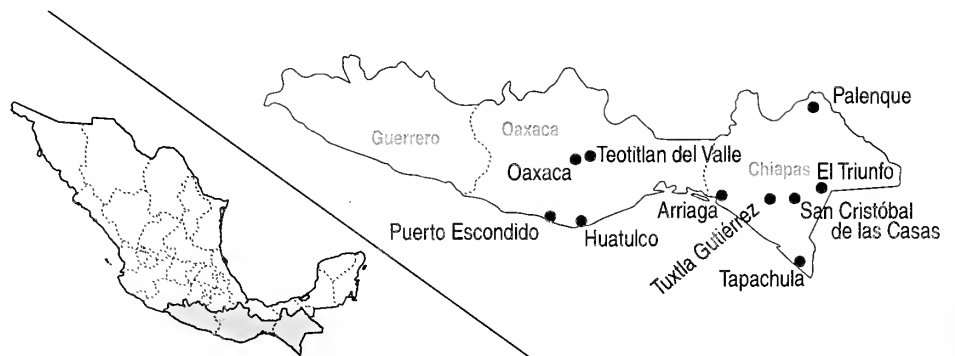 Palenque
Guerrero
Oaxaca
Teotitlan del Valle
Oaxaca
Chiapas
El Triunfo
Arriaga
San Cristóbal
de las Casas
Puerto Escondido
Huatulco
Tuxtla Gutiérrez
Tapachula